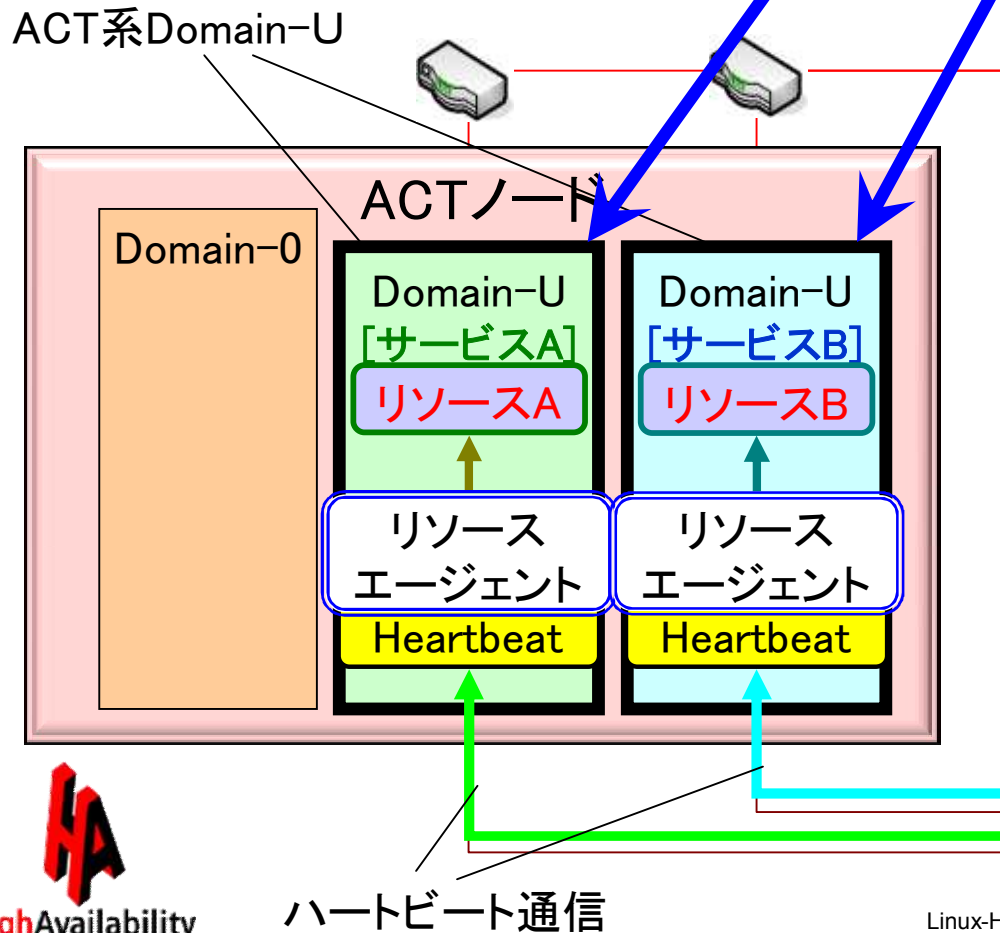 ACT系Domain-U
ACTノード
Domain-0
Domain-U
[サービスA]
リソースA
リソース
エージェント
Heartbeat
Domain-U
[サービスB]
リソースB
リソース
エージェント
Heartbeat
HA
ghAvailability
ハートビート通信
Linux-H